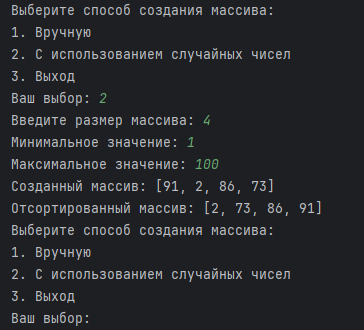 Выберите способ создания массива:
1. Вручную
2. С использованием случайных чисел
3. Выход
Ваш выбор: 2
Введите размер массива: 4
Минимальное значение: 1
Максимальное значение: 100
Созданный массив: [91, 2, 86, 73]
Отсортированный массив: [2, 73, 86, 91]
Выберите способ создания массива:
1. Вручную
2. С использованием случайных чисел
3. Выход
Ваш выбор: